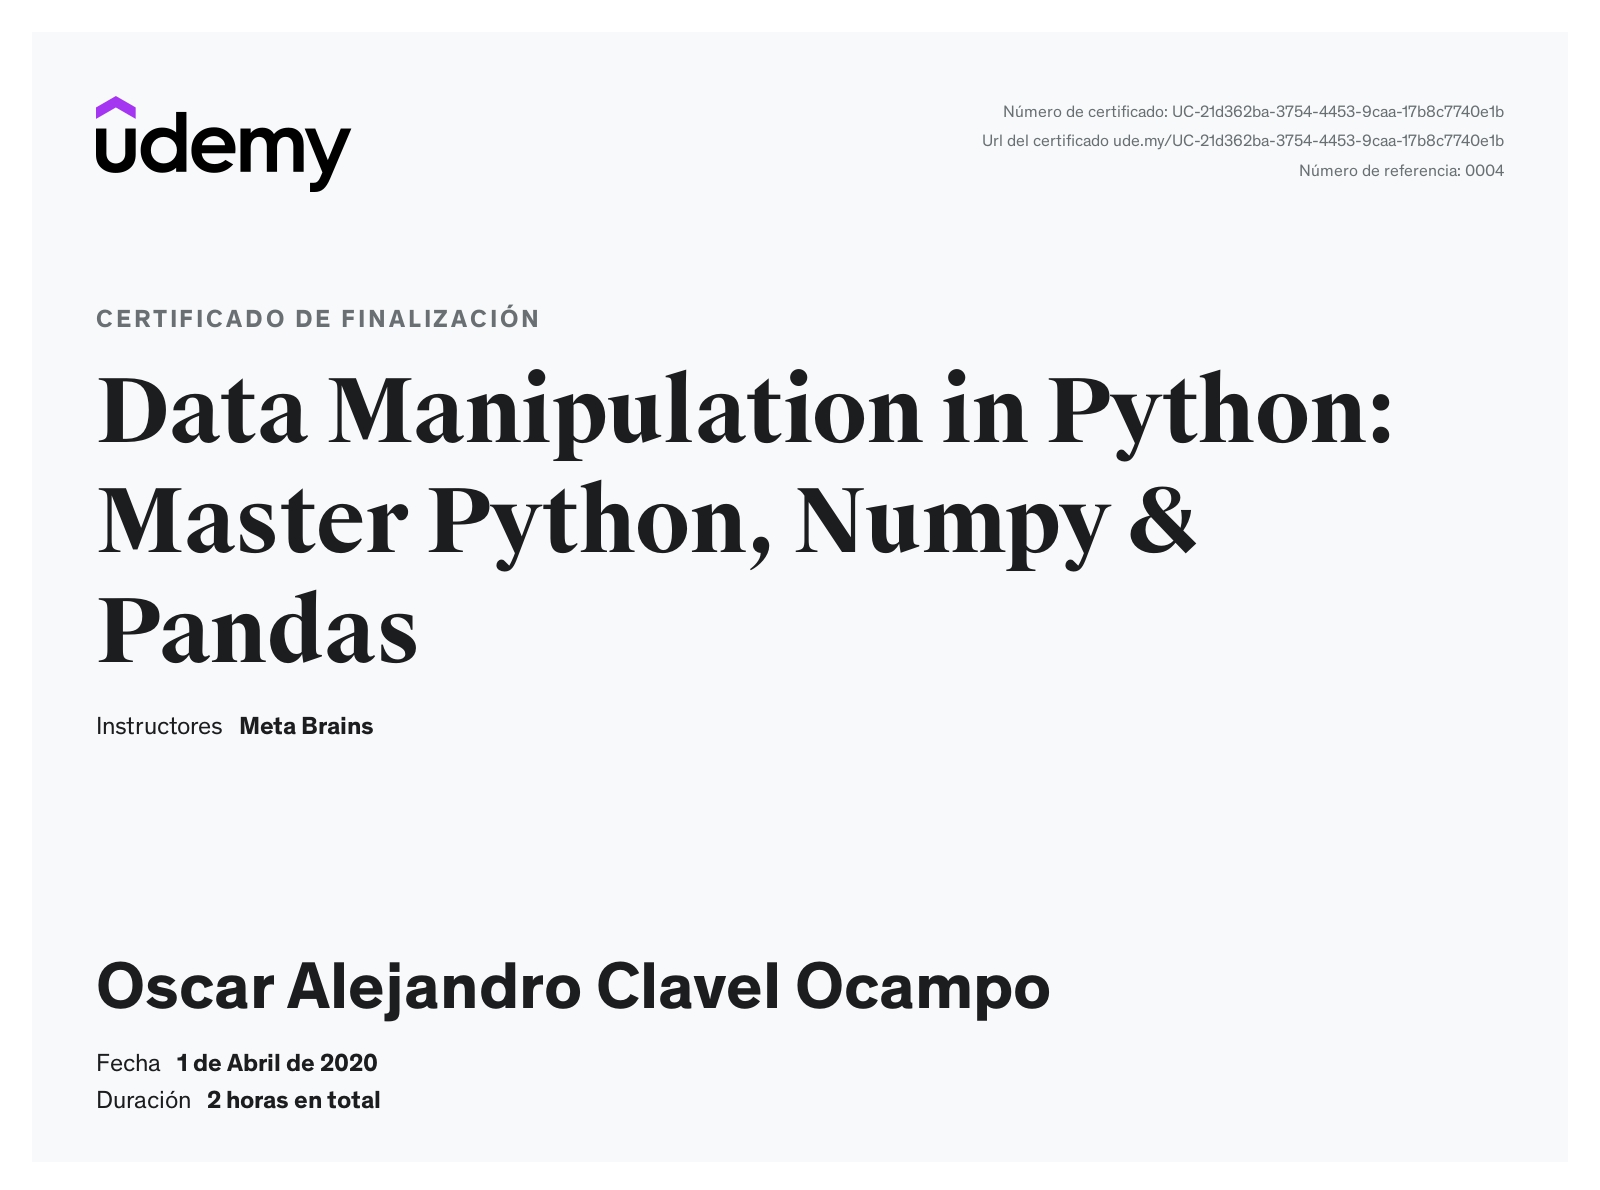 udemy
Número de certificado: UC-21d362ba-3754-4453-9caa-17b8c7740e1b
Url del certificado ude.my/UC-21d362ba-3754-4453-9caa-17b8c7740e1b
Número de referencia: 0004
CERTIFICADO DE FINALIZACIÓN
Data Manipulation in Python:
Master Python, Numpy &
Pandas
Instructores Meta Brains
Oscar Alejandro Clavel Ocampo
Fecha 1 de Abril de 2020
Duración 2 horas en total